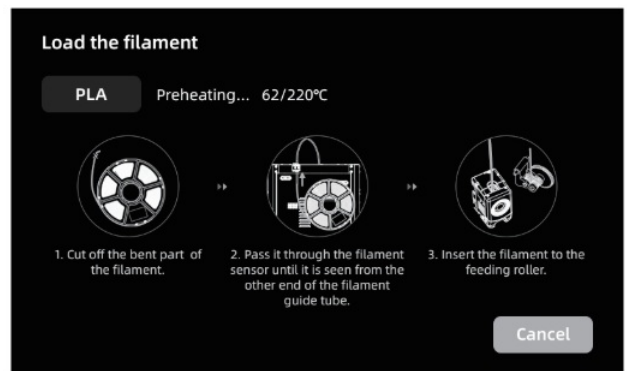 Load the filament
PLA
Preheating... 62/220℃
1. Cut off the bent part of
the filament.
2. Pass it through the filament
sensor until it is seen from the
other end of the filament
guide tube.
3. Insert the filament to the
feeding roller.
Cancel